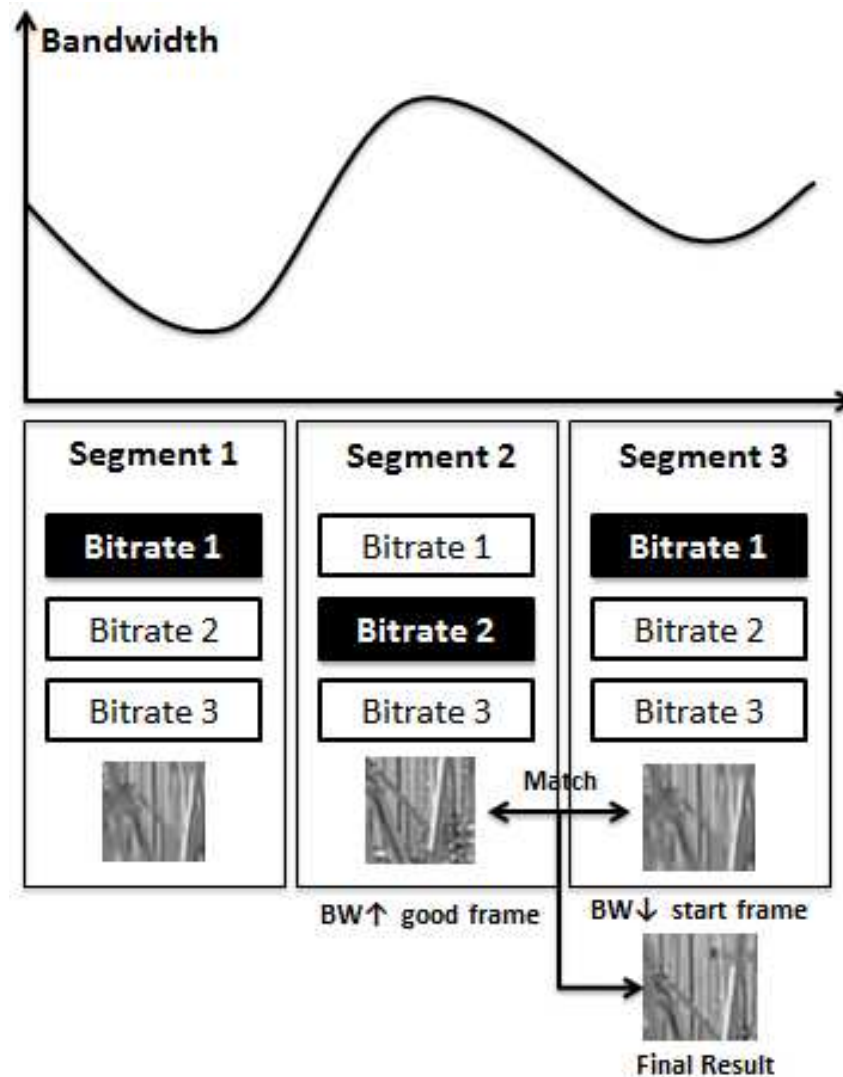 Bandwidth
Segment 1
Bitrate 1
Bitrate 2
Bitrate 3
Segment 2
Bitrate 1
Bitrate 2
Bitrate 3
Segment 3
Bitrate 1
Bitrate 2
Bitrate 3
Match
BW↑ good frame
BW↓ start frame
Final Result